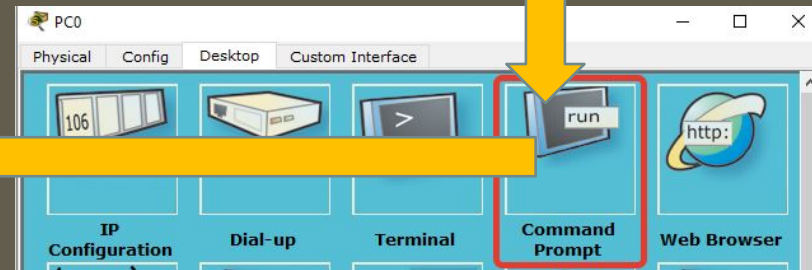 PC0
Physical Config Desktop Custom Interface
106
>
run
http:
IP
Configuration
Dial-up
Terminal
Command
Prompt
Web Browser